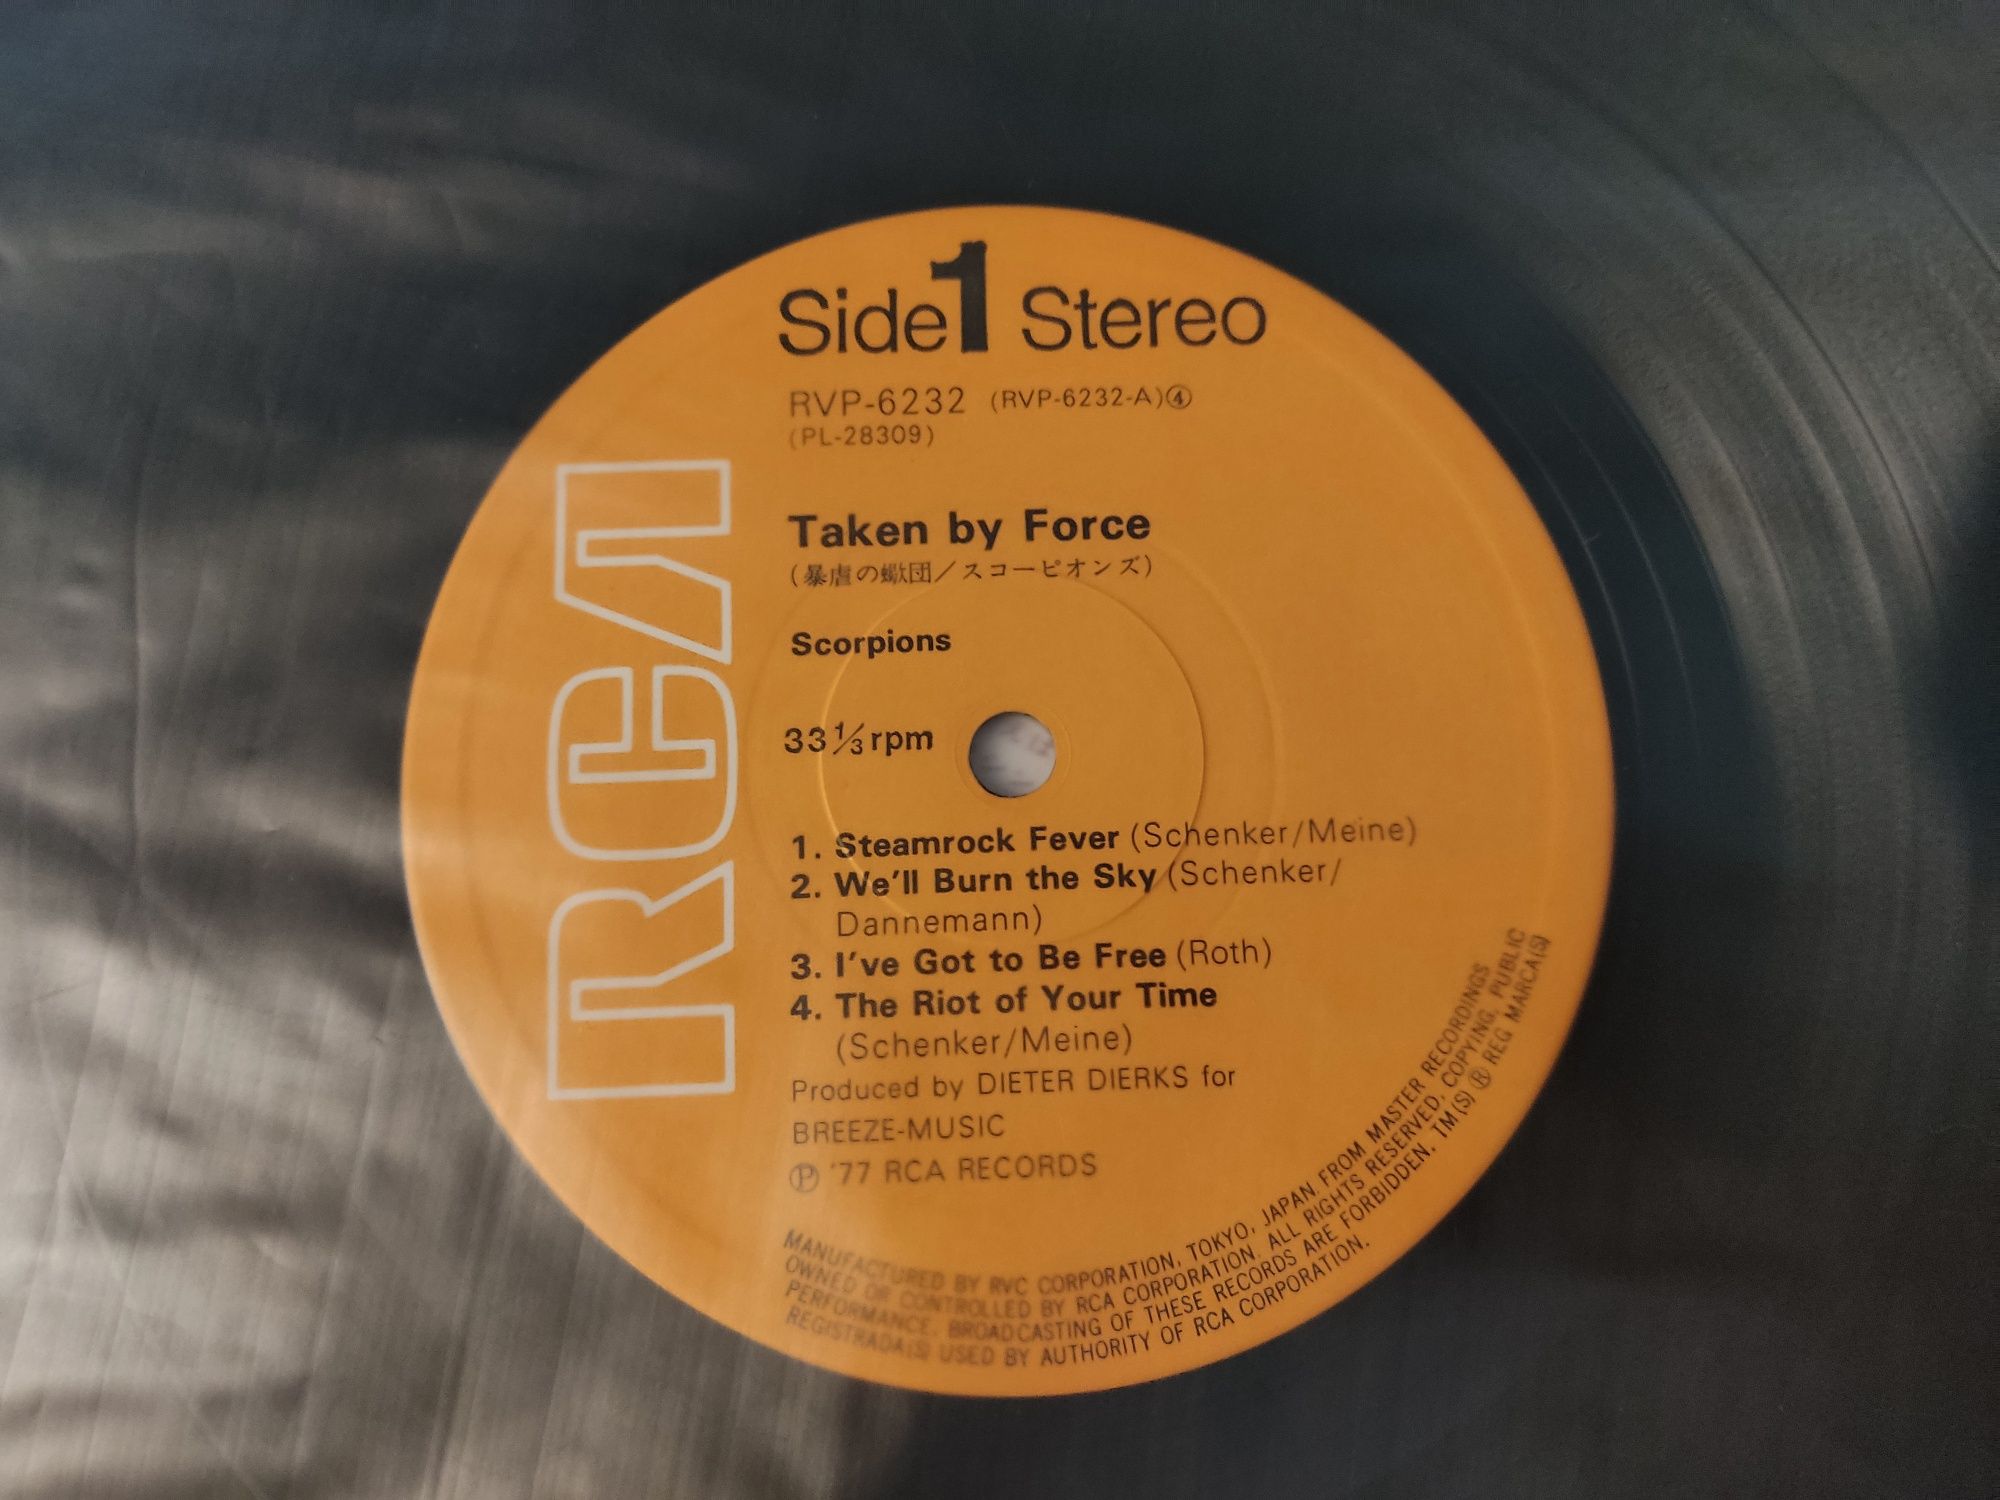 Side 1 Stereo
RVP-6232 (RVP-6232-A)④
(PL-28309)
Taken by Force
(暴虐の蠍団／スコーピオンズ)
Scorpions
33⅓rpm
1. Steamrock Fever (Schenker/Meine)
2. We'll Burn the Sky (Schenker/
Dannemann)
3. I've Got to Be Free (Roth)
4. The Riot of Your Time
(Schenker/Meine)
Produced by DIETER DIERKS for
BREEZE-MUSIC
Ⓟ '77 RCA RECORDS
RCA
MANUFACTURED BY RVC CORPORATION, TOKYO, JAPAN FROM MASTER RECORDINGS
OWNED OR CONTROLLED BY RCA CORPORATION. ALL RIGHTS RESERVED, COPYING, PUBLIC
PERFORMANCE, BROADCASTING OF THESE RECORDS ARE FORBIDDEN. TM(S) ® REG MARCA(S)
REGISTRADA(S) USED BY AUTHORITY OF RCA CORPORATION.